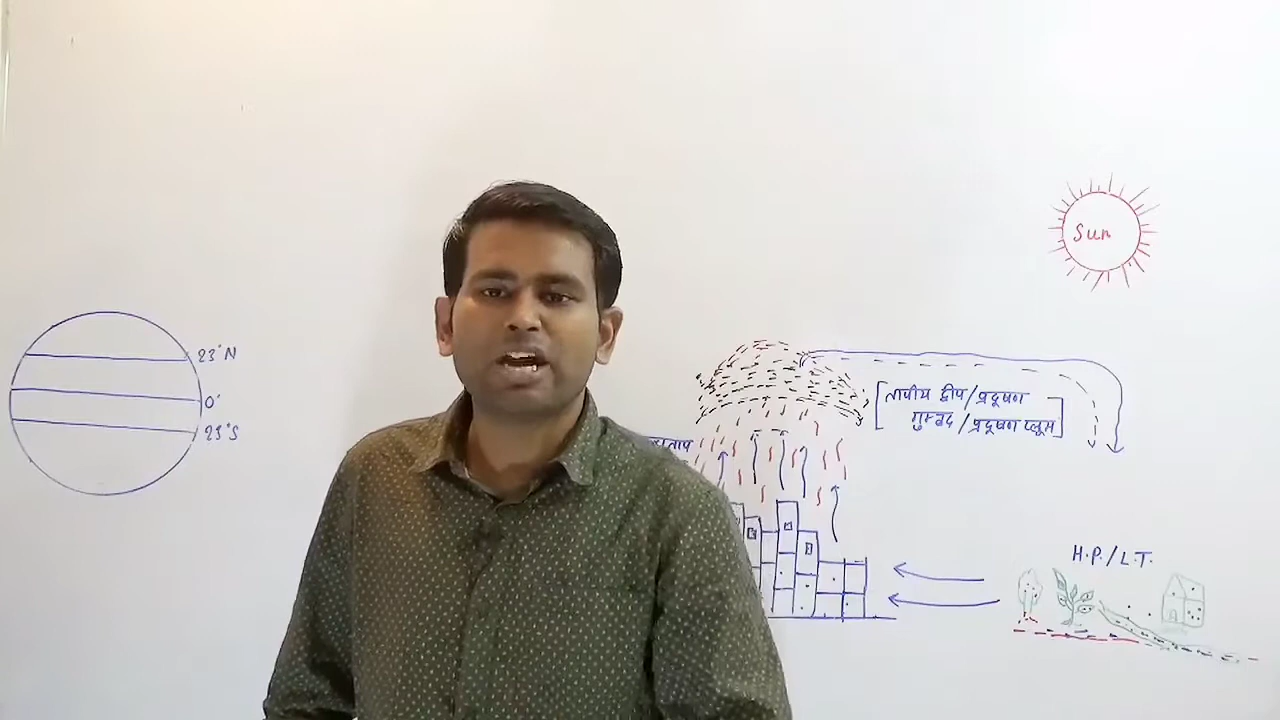 Sun
23°N
0°
23°S
[तापीय द्वीप/प्रदूषण
गुम्बद/प्रदूषण प्लूम]
H.P./L.T.